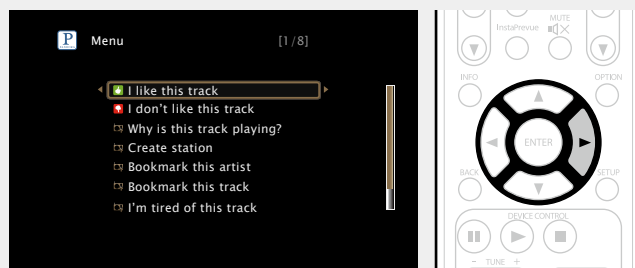 P
PANDORA
Menu
[1/8]
I like this track
I don't like this track
Why is this track playing?
Create station
Bookmark this artist
Bookmark this track
I'm tired of this track
MUTE
InstaPrevue
INFO
OPTION
ENTER
BACK
SETUP
DEVICE CONTROL
- TUNE +